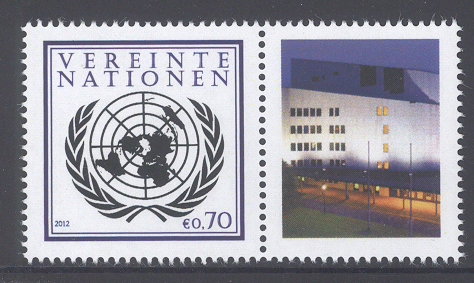 VEREINTE
NATIONEN
2012
€0,70